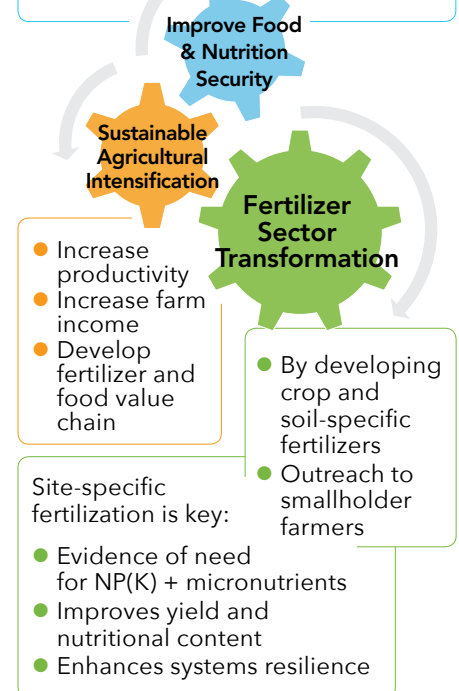 Improve Food
& Nutrition
Security
Sustainable
Agricultural
Intensification
Fertilizer
Sector
Transformation
● Increase
productivity
● Increase farm
income
● Develop
fertilizer and
food value
chain
● By developing
crop and
soil-specific
fertilizers
● Outreach to
smallholder
farmers
Site-specific
fertilization is key:
● Evidence of need
for NP(K) + micronutrients
● Improves yield and
nutritional content
● Enhances systems resilience